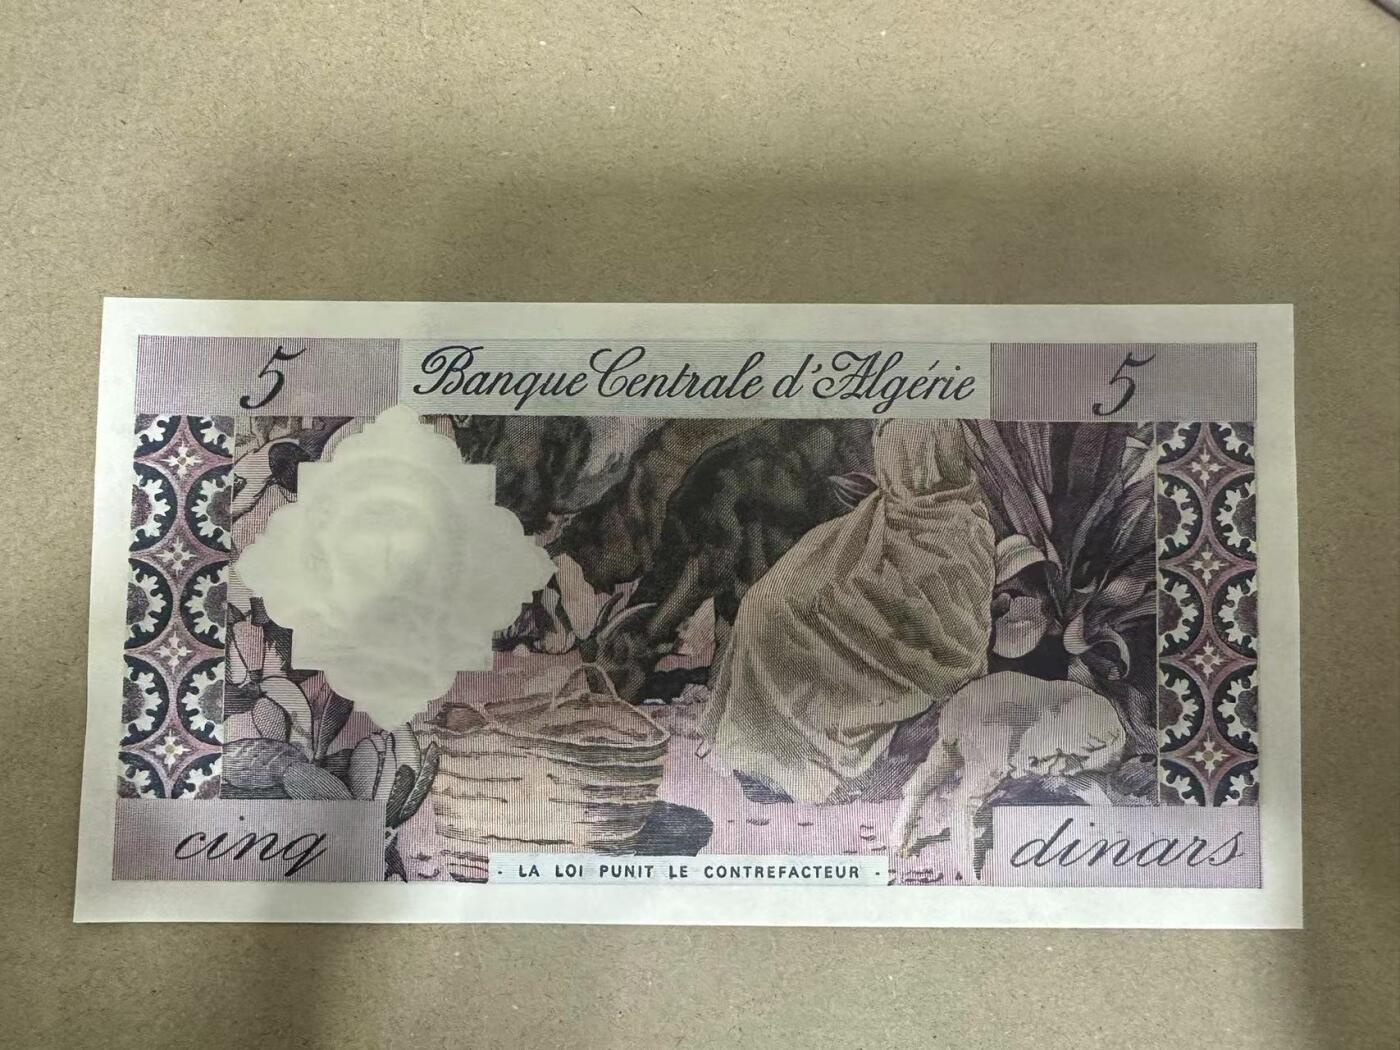 5 Banque Centrale d'Algérie 5
cinq dinars
- LA LOI PUNIT LE CONTREFACTEUR -